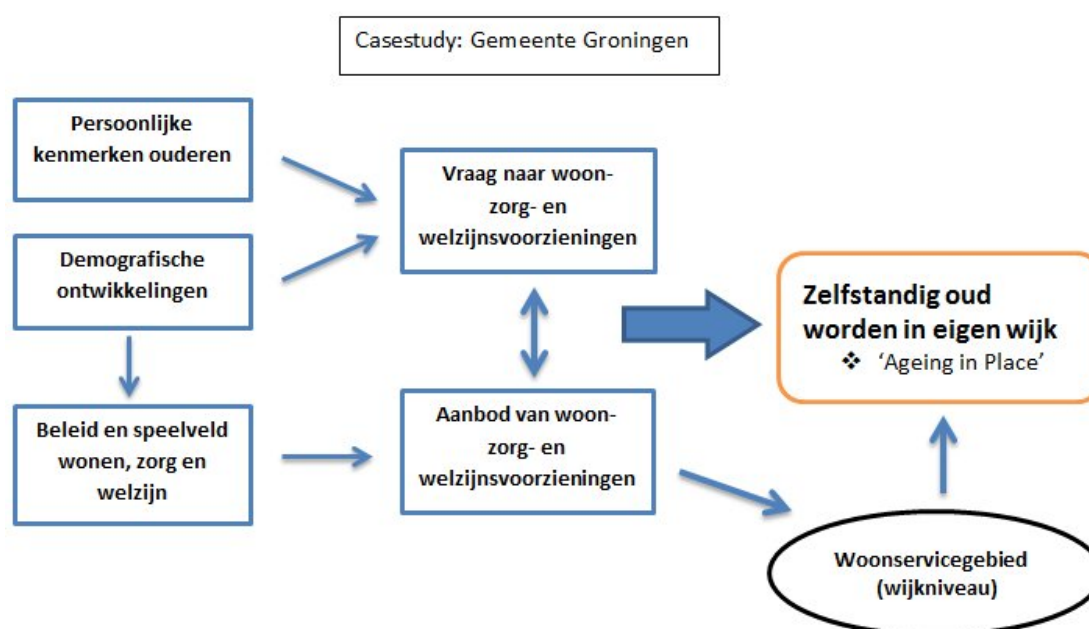 Casestudy: Gemeente Groningen
Persoonlijke
kenmerken ouderen
Vraag naar woon-
zorg- en
welzijnsvoorzieningen
Demografische
ontwikkelingen
Zelfstandig oud
worden in eigen wijk
❖ ‘Ageing in Place’
Beleid en speelveld
wonen, zorg en
welzijn
Aanbod van woon-
zorg- en
welzijnsvoorzieningen
Woonservicegebied
(wijkniveau)